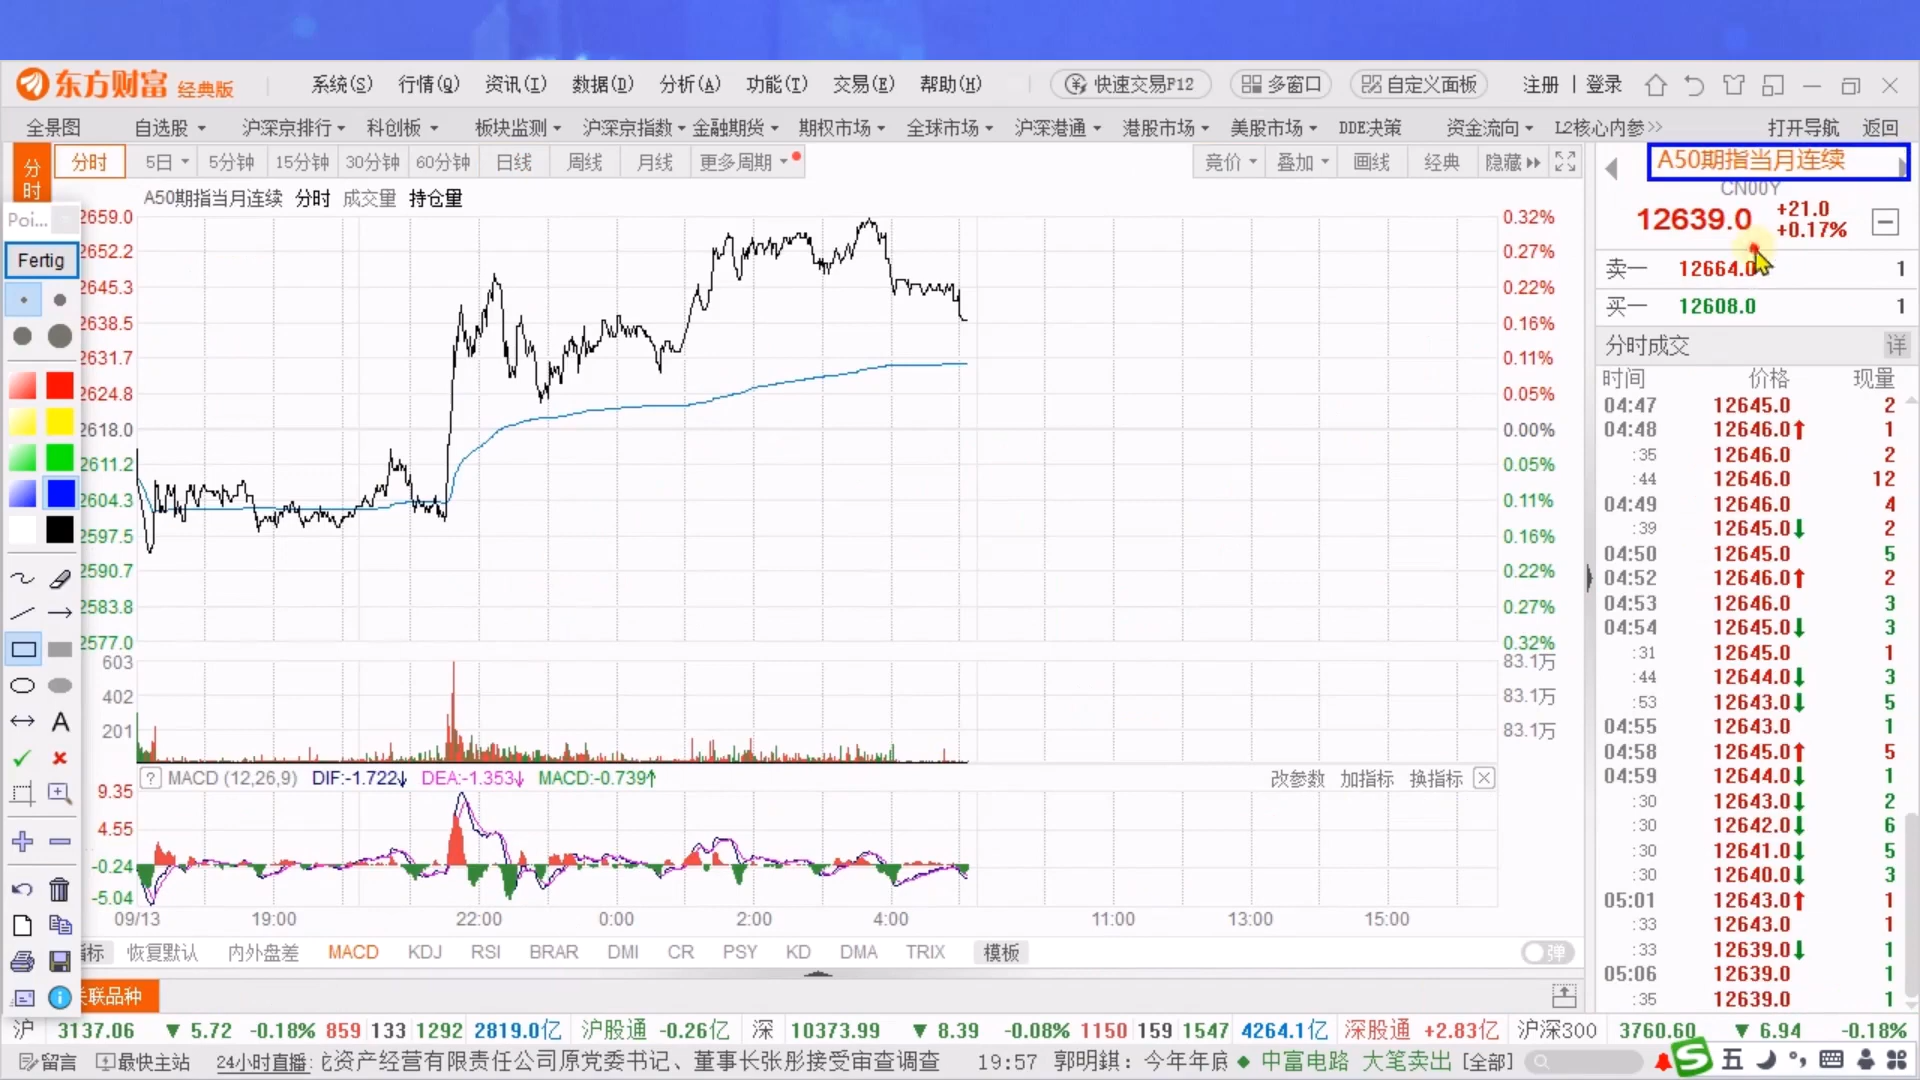 东方财富 经典版 系统(S) 行情(Q) 资讯(I) 数据(D) 分析(A) 功能(T) 交易(E) 帮助(H) 快速交易F12 多窗口 自定义面板 注册 | 登录
全景图 自选股 沪深京排行 科创板 板块监测 沪深京指数 金融期货 期权市场 全球市场 沪深港通 港股市场 美股市场 DDE决策 资金流向 L2核心内参>> 打开导航 返回
分时 分时 5日 5分钟 15分钟 30分钟 60分钟 日线 周线 月线 更多周期 竞价 叠加 画线 经典 隐藏 A50期指当月连续
CN00Y
A50期指当月连续 分时 成交量 持仓量
Poi...
Fertig
12639.0 +21.0
+0.17%
卖一 12664.0 1
买一 12608.0 1
分时成交 详
时间 价格 现量
2659.0 0.32%
2652.2 0.27%
2645.3 0.22%
2638.5 0.16%
2631.7 0.11%
2624.8 0.05%
2618.0 0.00%
2611.2 0.05%
2604.3 0.11%
2597.5 0.16%
2590.7 0.22%
2583.8 0.27%
2577.0 0.32%
603 83.1万
402 83.1万
201 83.1万
04:47 12645.0 2
04:48 12646.0↑ 1
:35 12646.0 2
:44 12646.0 12
04:49 12646.0 4
:39 12645.0↓ 2
04:50 12645.0 5
04:52 12646.0↑ 2
04:53 12646.0 3
04:54 12645.0↓ 3
:31 12645.0 1
:44 12644.0↓ 3
:53 12643.0↓ 5
04:55 12643.0 1
04:58 12645.0↑ 5
04:59 12644.0↓ 1
:30 12643.0↓ 2
:30 12642.0↓ 6
:30 12641.0↓ 5
:30 12640.0↓ 3
05:01 12643.0↑ 1
:33 12643.0 1
:33 12639.0↓ 1
05:06 12639.0 1
:35 12639.0 1
? MACD (12,26,9) DIF:-1.722↓ DEA:-1.353↓ MACD:-0.739↑ 改参数 加指标 换指标
9.35
4.55
-0.24
-5.04
A
09/13 19:00 22:00 0:00 2:00 4:00 11:00 13:00 15:00
指标 恢复默认 内外盘差 MACD KDJ RSI BRAR DMI CR PSY KD DMA TRIX 模板 弹
关联品种
沪 3137.06 ▼ 5.72 -0.18% 859 133 1292 2819.0亿 沪股通 -0.26亿 深 10373.99 ▼ 8.39 -0.08% 1150 159 1547 4264.1亿 深股通 +2.83亿 沪深300 3760.60 ▼ 6.94 -0.18%
留言 最快主站 24小时直播: 资产经营有限责任公司原党委书记、董事长张彤接受审查调查 19:57 郭明錤：今年年底 ◆ 中富电路 大笔卖出 [全部] S 五